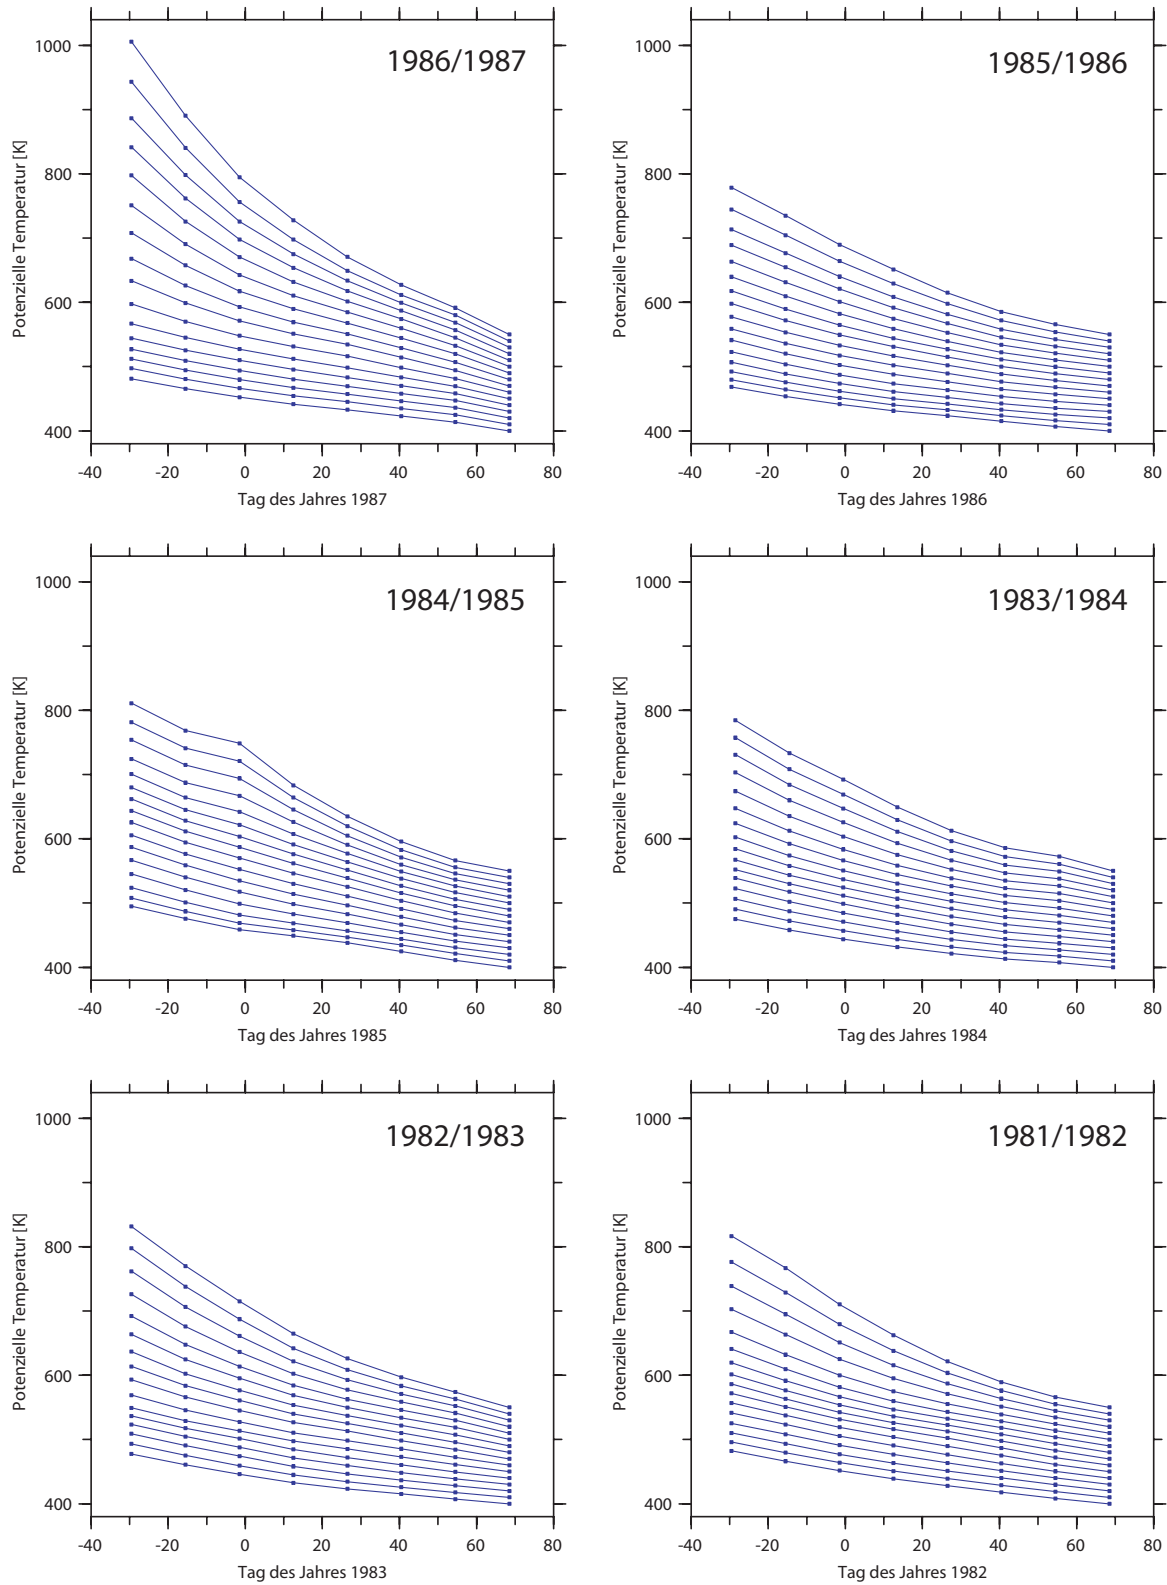 1986/1987
1000
800
600
400
Potenzielle Temperatur [K]
-40 -20 0 20 40 60 80
Tag des Jahres 1987
1985/1986
1000
800
600
400
Potenzielle Temperatur [K]
-40 -20 0 20 40 60 80
Tag des Jahres 1986
1984/1985
1000
800
600
400
Potenzielle Temperatur [K]
-40 -20 0 20 40 60 80
Tag des Jahres 1985
1983/1984
1000
800
600
400
Potenzielle Temperatur [K]
-40 -20 0 20 40 60 80
Tag des Jahres 1984
1982/1983
1000
800
600
400
Potenzielle Temperatur [K]
-40 -20 0 20 40 60 80
Tag des Jahres 1983
1981/1982
1000
800
600
400
Potenzielle Temperatur [K]
-40 -20 0 20 40 60 80
Tag des Jahres 1982